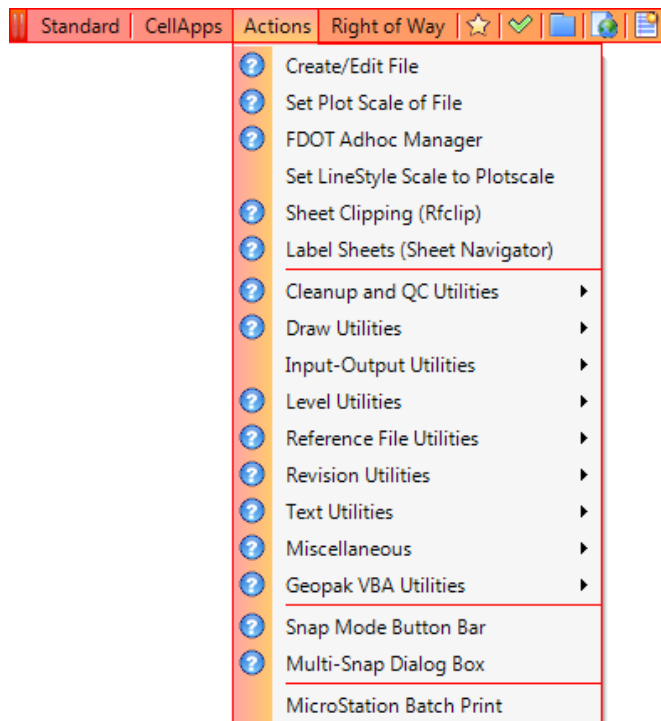 Standard CellApps Actions Right of Way
Create/Edit File
Set Plot Scale of File
FDOT Adhoc Manager
Set LineStyle Scale to Plotscale
Sheet Clipping (Rfclip)
Label Sheets (Sheet Navigator)
Cleanup and QC Utilities
Draw Utilities
Input-Output Utilities
Level Utilities
Reference File Utilities
Revision Utilities
Text Utilities
Miscellaneous
Geopak VBA Utilities
Snap Mode Button Bar
Multi-Snap Dialog Box
MicroStation Batch Print